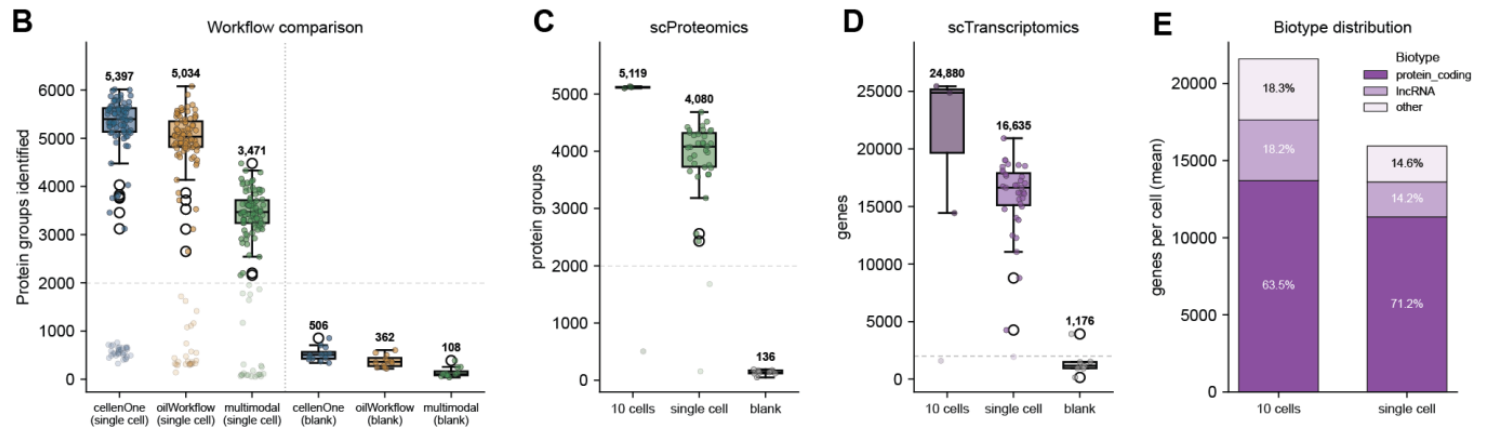 B
Workflow comparison
Protein groups identified
6000
5000
4000
3000
2000
1000
0
5,397
5,034
3,471
506
362
108
cellenOne
(single cell)
oilWorkflow
(single cell)
multimodal
(single cell)
cellenOne
(blank)
oilWorkflow
(blank)
multimodal
(blank)
C
scProteomics
protein groups
5000
4000
3000
2000
1000
0
5,119
4,080
136
10 cells
single cell
blank
D
scTranscriptomics
genes
25000
20000
15000
10000
5000
0
24,880
16,635
1,176
10 cells
single cell
blank
E
Biotype distribution
genes per cell (mean)
20000
15000
10000
5000
0
Biotype
protein_coding
lncRNA
other
18.3%
18.2%
63.5%
14.6%
14.2%
71.2%
10 cells
single cell